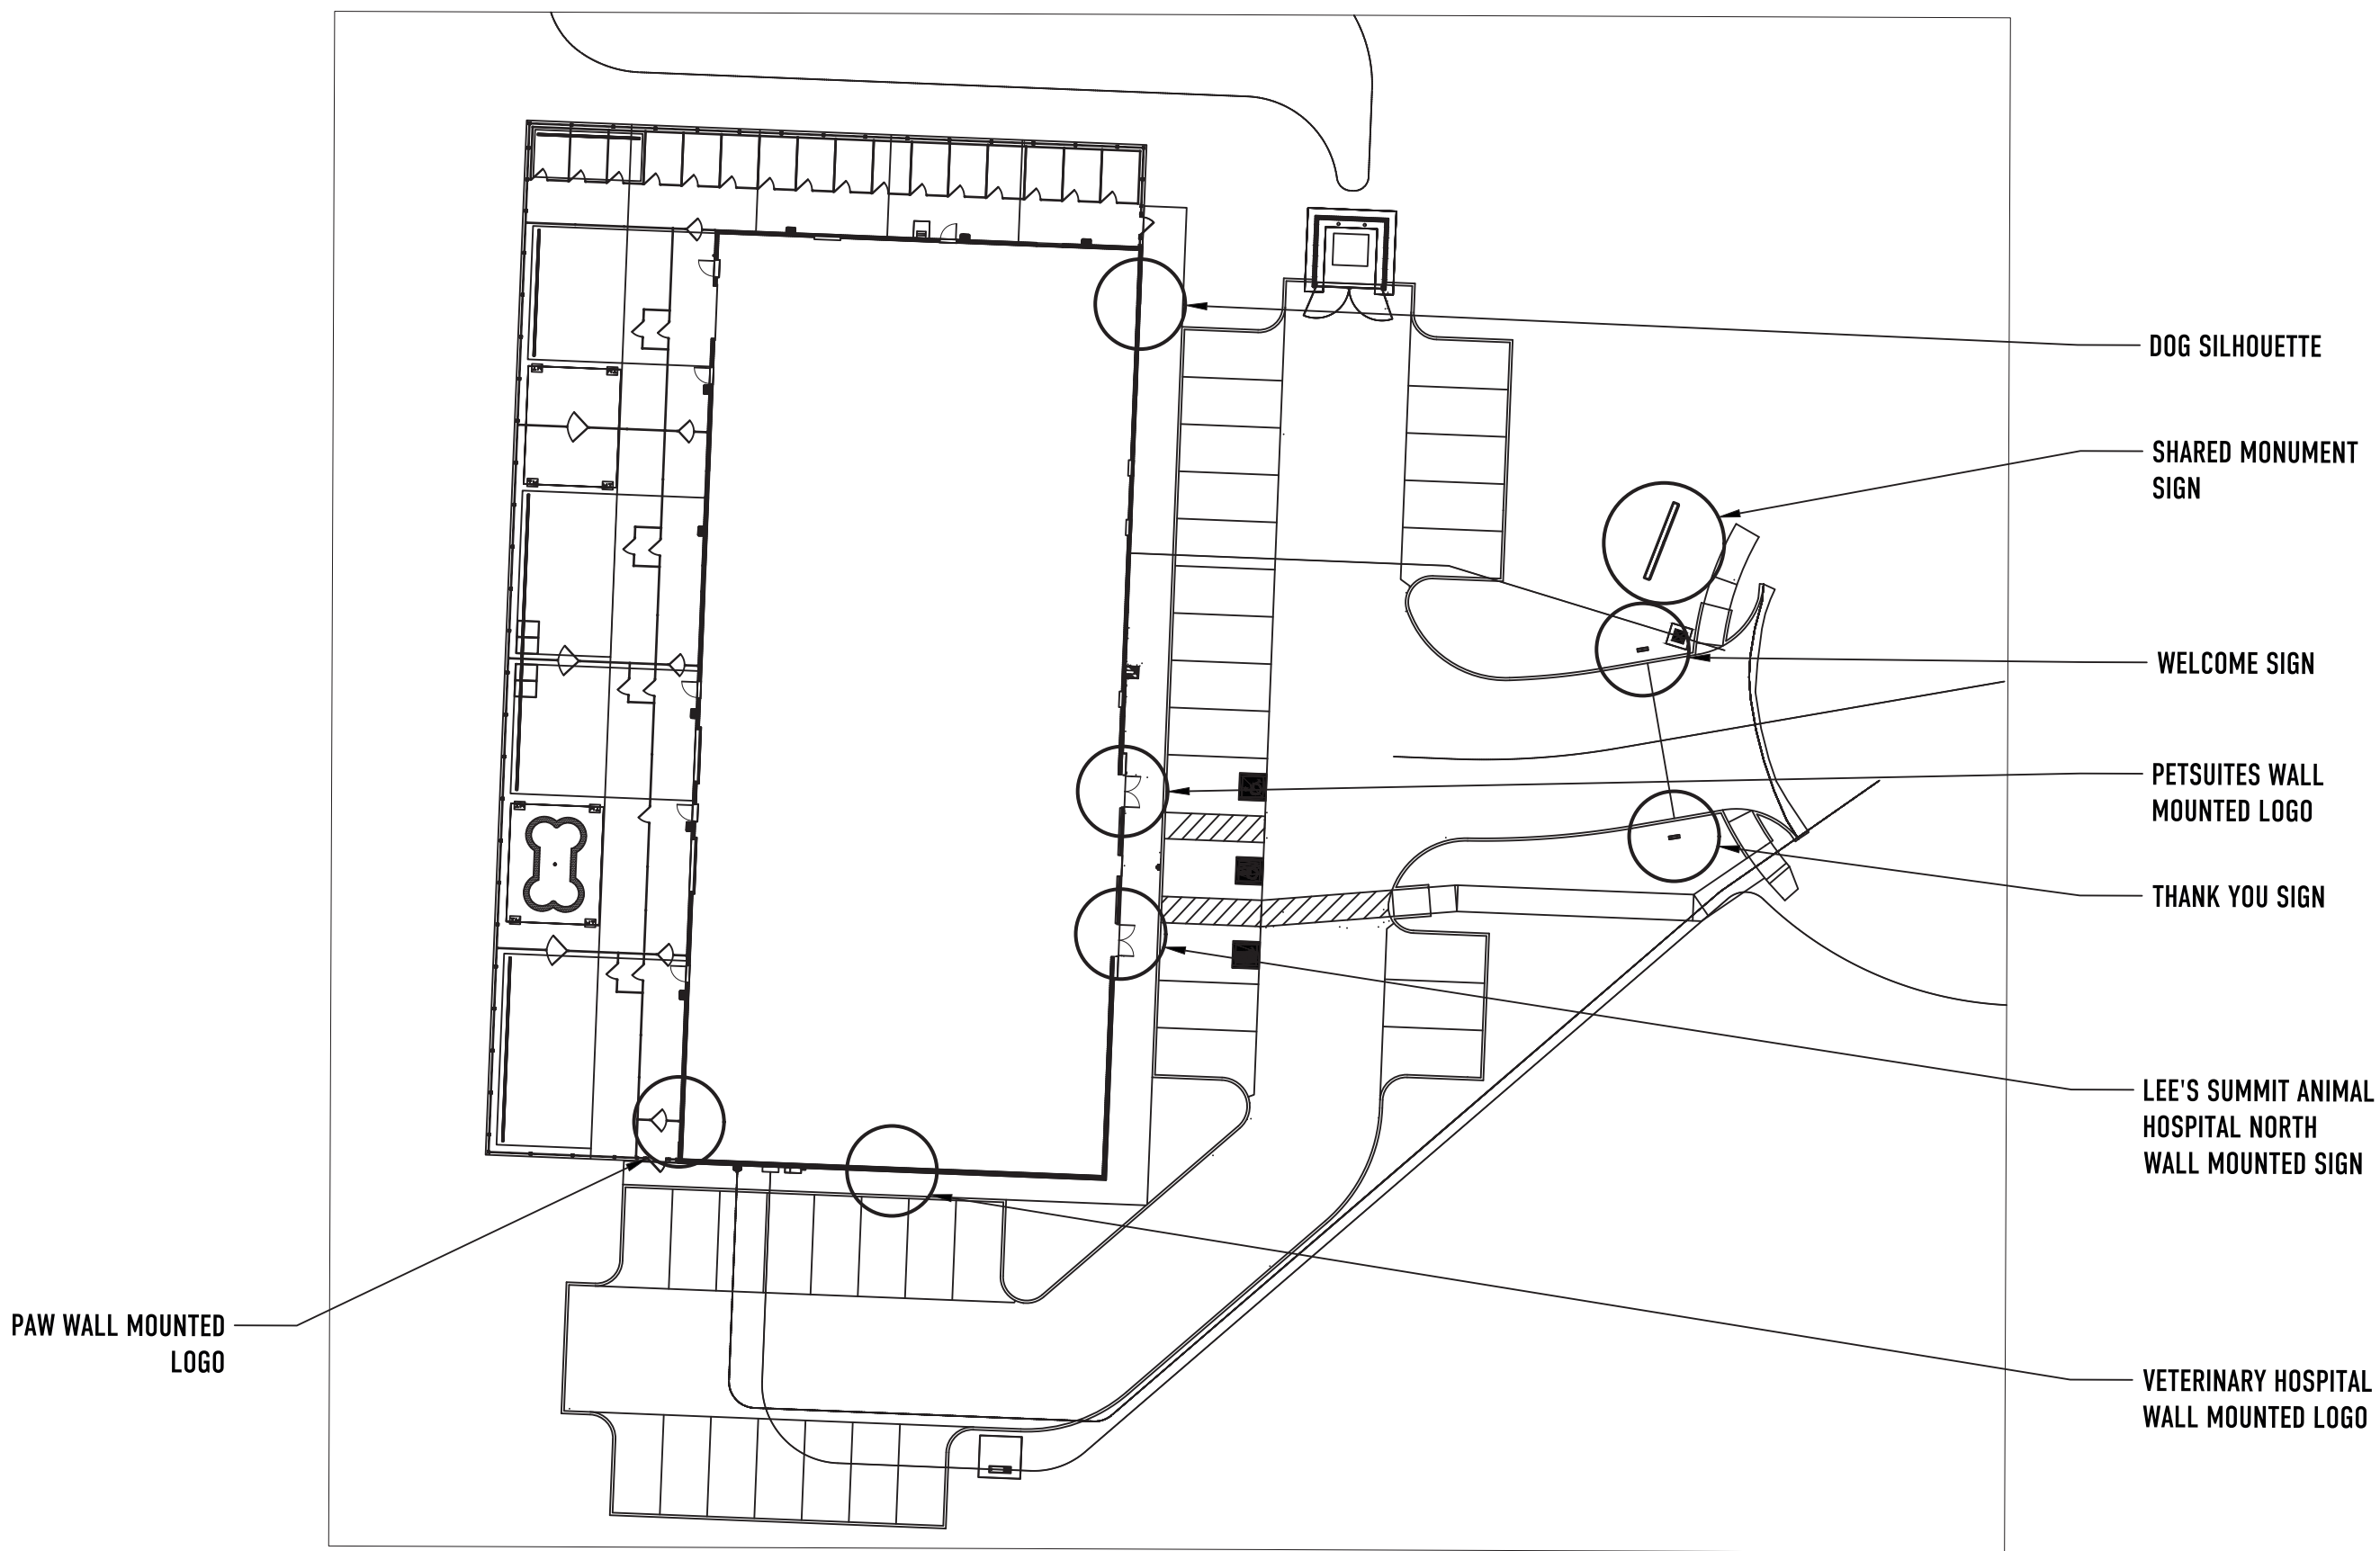 DOG SILHOUETTE
SHARED MONUMENT
SIGN
WELCOME SIGN
PETSUITES WALL
MOUNTED LOGO
THANK YOU SIGN
LEE'S SUMMIT ANIMAL
HOSPITAL NORTH
WALL MOUNTED SIGN
PAW WALL MOUNTED
LOGO
VETERINARY HOSPITAL
WALL MOUNTED LOGO